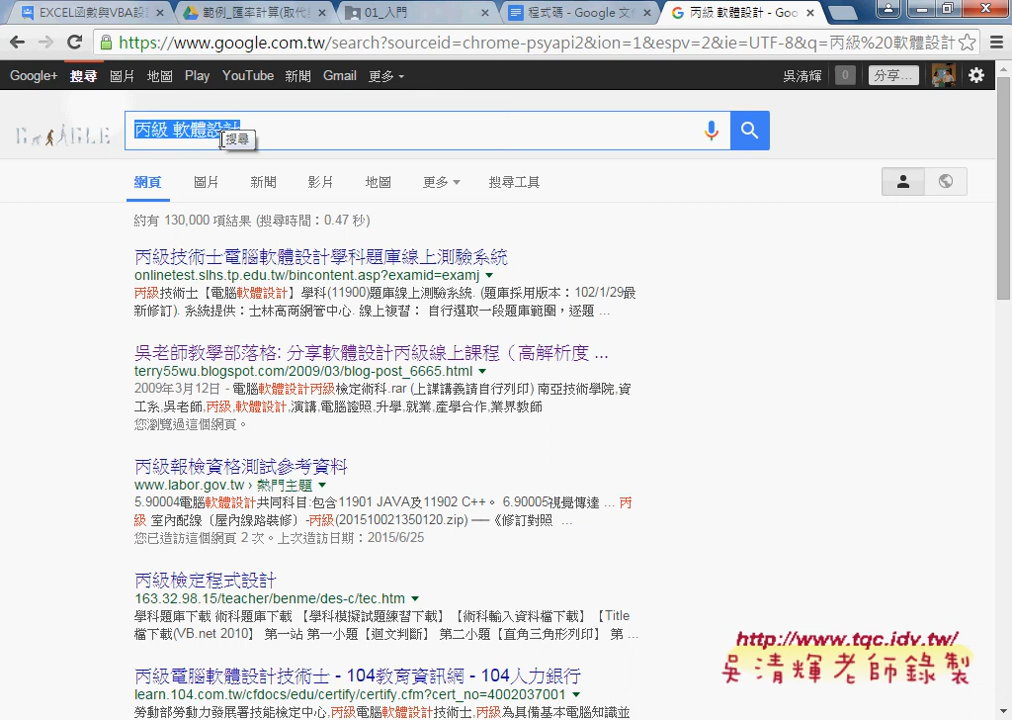 EXCEL函數與VBA設
範例_匯率計算(取代
01_入門
程式碼 - Google 文
丙級 軟體設計 - Goo
https://www.google.com.tw/search?sourceid=chrome-psyapi2&ion=1&espv=2&ie=UTF-8&q=丙級%20軟體設計
Google+ 搜尋 圖片 地圖 Play YouTube 新聞 Gmail 更多 吳清輝 0 分享...
丙級 軟體設計
搜尋
網頁 圖片 新聞 影片 地圖 更多 搜尋工具
約有 130,000 項結果 (搜尋時間：0.47 秒)
丙級技術士電腦軟體設計學科題庫線上測驗系統
onlinetest.slhs.tp.edu.tw/bincontent.asp?examid=examj
丙級技術士【電腦軟體設計】學科(11900)題庫線上測驗系統. (題庫採用版本：102/1/29最
新修訂). 系統提供：士林高商網管中心. 線上複習： 自行選取一段題庫範圍，逐題 ...
吳老師教學部落格: 分享軟體設計丙級線上課程（高解析度 ...
terry55wu.blogspot.com/2009/03/blog-post_6665.html
2009年3月12日 - 電腦軟體設計丙級檢定術科.rar (上課講義請自行列印) 南亞技術學院,資
工系,吳老師,丙級,軟體設計,演講,電腦證照,升學,就業,產學合作,業界教師
您瀏覽過這個網頁。
丙級報檢資格測試參考資料
www.labor.gov.tw › 熱門主題
5.90004電腦軟體設計共同科目:包含11901 JAVA及11902 C++。 6.90005視覺傳達 ... 丙
級 室內配線〔屋內線路裝修〕-丙級(201510021350120.zip) ──《修訂對照 ...
您已造訪這個網頁 2 次。上次造訪日期：2015/6/25
丙級檢定程式設計
163.32.98.15/teacher/benme/des-c/tec.htm
學科題庫下載 術科題庫下載 【學科模擬試題練習下載】【術科輸入資料檔下載】【Title
檔下載(VB.net 2010】 第一站 第一小題【迴文判斷】 第二小題【直角三角形列印】 第 ...
丙級電腦軟體設計技術士 - 104教育資訊網 - 104人力銀行
learn.104.com.tw/cfdocs/edu/certify/certify.cfm?cert_no=4002037001
勞動部勞動力發展署技能檢定中心,丙級電腦軟體設計技術士,丙級為具備基本電腦知識並
http://www.tqc.idv.tw/
吳清輝老師錄製